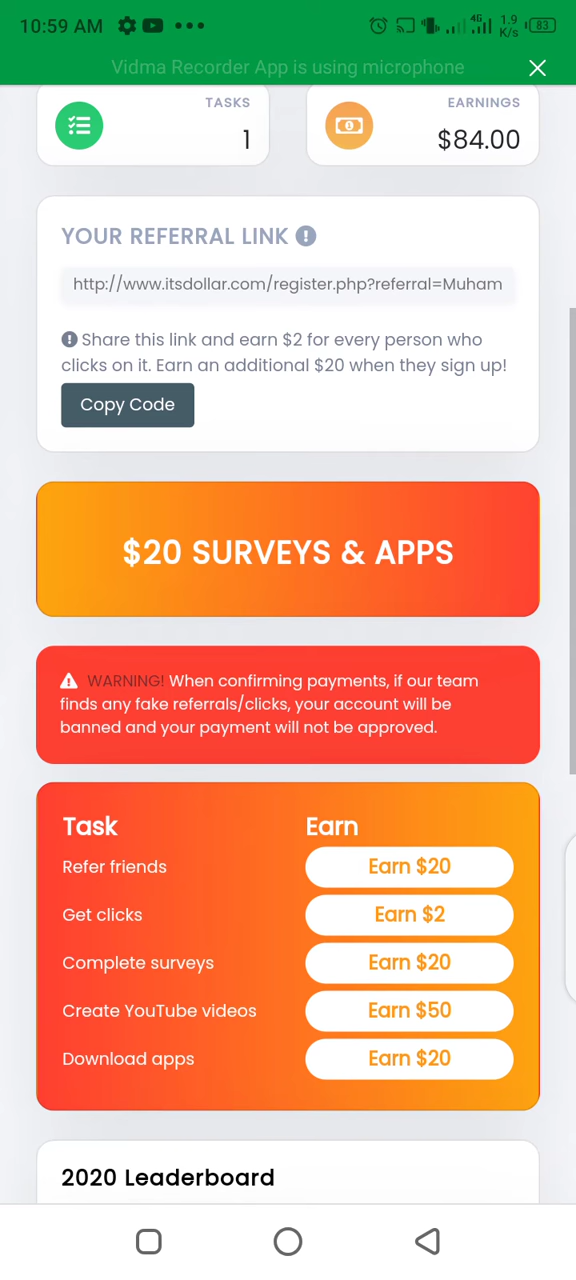 10:59 AM
4G
1.9
K/s
83
Vidma Recorder App is using microphone
TASKS
1
EARNINGS
$84.00
YOUR REFERRAL LINK
http://www.itsdollar.com/register.php?referral=Muham
Share this link and earn $2 for every person who
clicks on it. Earn an additional $20 when they sign up!
Copy Code
$20 SURVEYS & APPS
WARNING! When confirming payments, if our team
finds any fake referrals/clicks, your account will be
banned and your payment will not be approved.
Task Earn
Refer friends Earn $20
Get clicks Earn $2
Complete surveys Earn $20
Create YouTube videos Earn $50
Download apps Earn $20
2020 Leaderboard